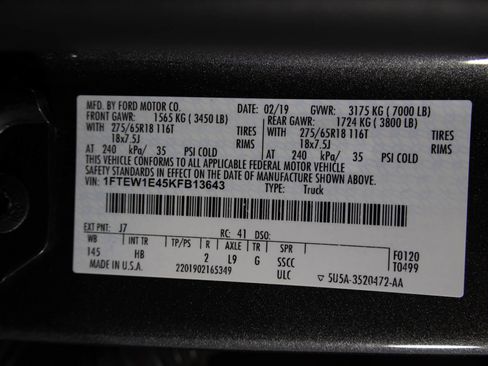 MFD. BY FORD MOTOR CO. DATE: 02/19 GVWR: 3175 KG ( 7000 LB)
FRONT GAWR: 1565 KG ( 3450 LB) REAR GAWR: 1724 KG ( 3800 LB)
WITH 275/65R18 116T TIRES WITH 275/65R18 116T TIRES
18x7.5J RIMS 18x7.5J RIMS
AT 240 kPa/ 35 PSI COLD AT 240 kPa/ 35 PSI COLD
THIS VEHICLE CONFORMS TO ALL APPLICABLE FEDERAL MOTOR VEHICLE
SAFETY STANDARDS IN EFFECT ON THE DATE OF MANUFACTURE SHOWN ABOVE.
VIN: 1FTEW1E45KFB13643 TYPE: Truck
EXT PNT: J7 RC: 41 DSO:
WB INT TR TP/PS R AXLE TR SPR F0120
145 HB 2 L9 G SSCC T0499
MADE IN U.S.A. 2201902165349 ULC ▽ 5U5A-3520472-AA